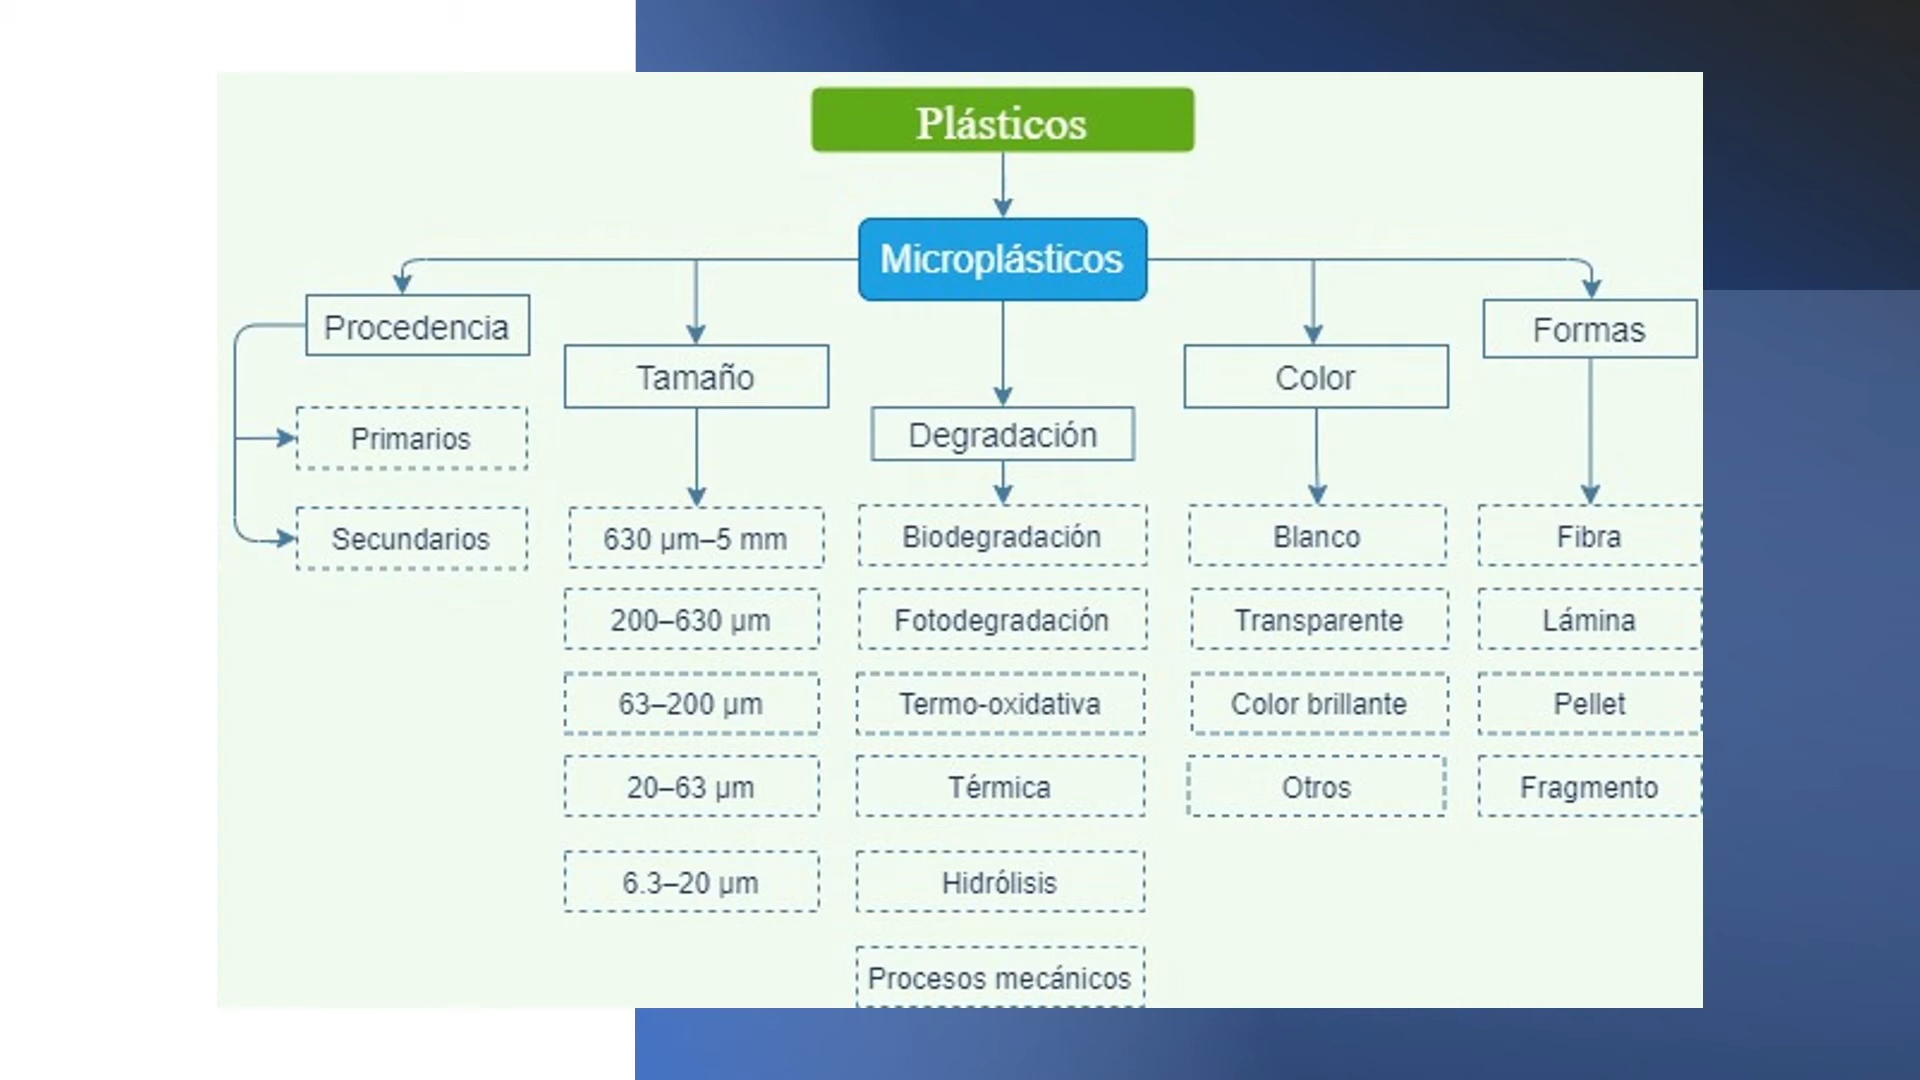 Plásticos
Microplásticos
Procedencia
Primarios
Secundarios
Tamaño
630 µm–5 mm
200–630 µm
63–200 µm
20–63 µm
6.3–20 µm
Degradación
Biodegradación
Fotodegradación
Termo-oxidativa
Térmica
Hidrólisis
Procesos mecánicos
Color
Blanco
Transparente
Color brillante
Otros
Formas
Fibra
Lámina
Pellet
Fragmento